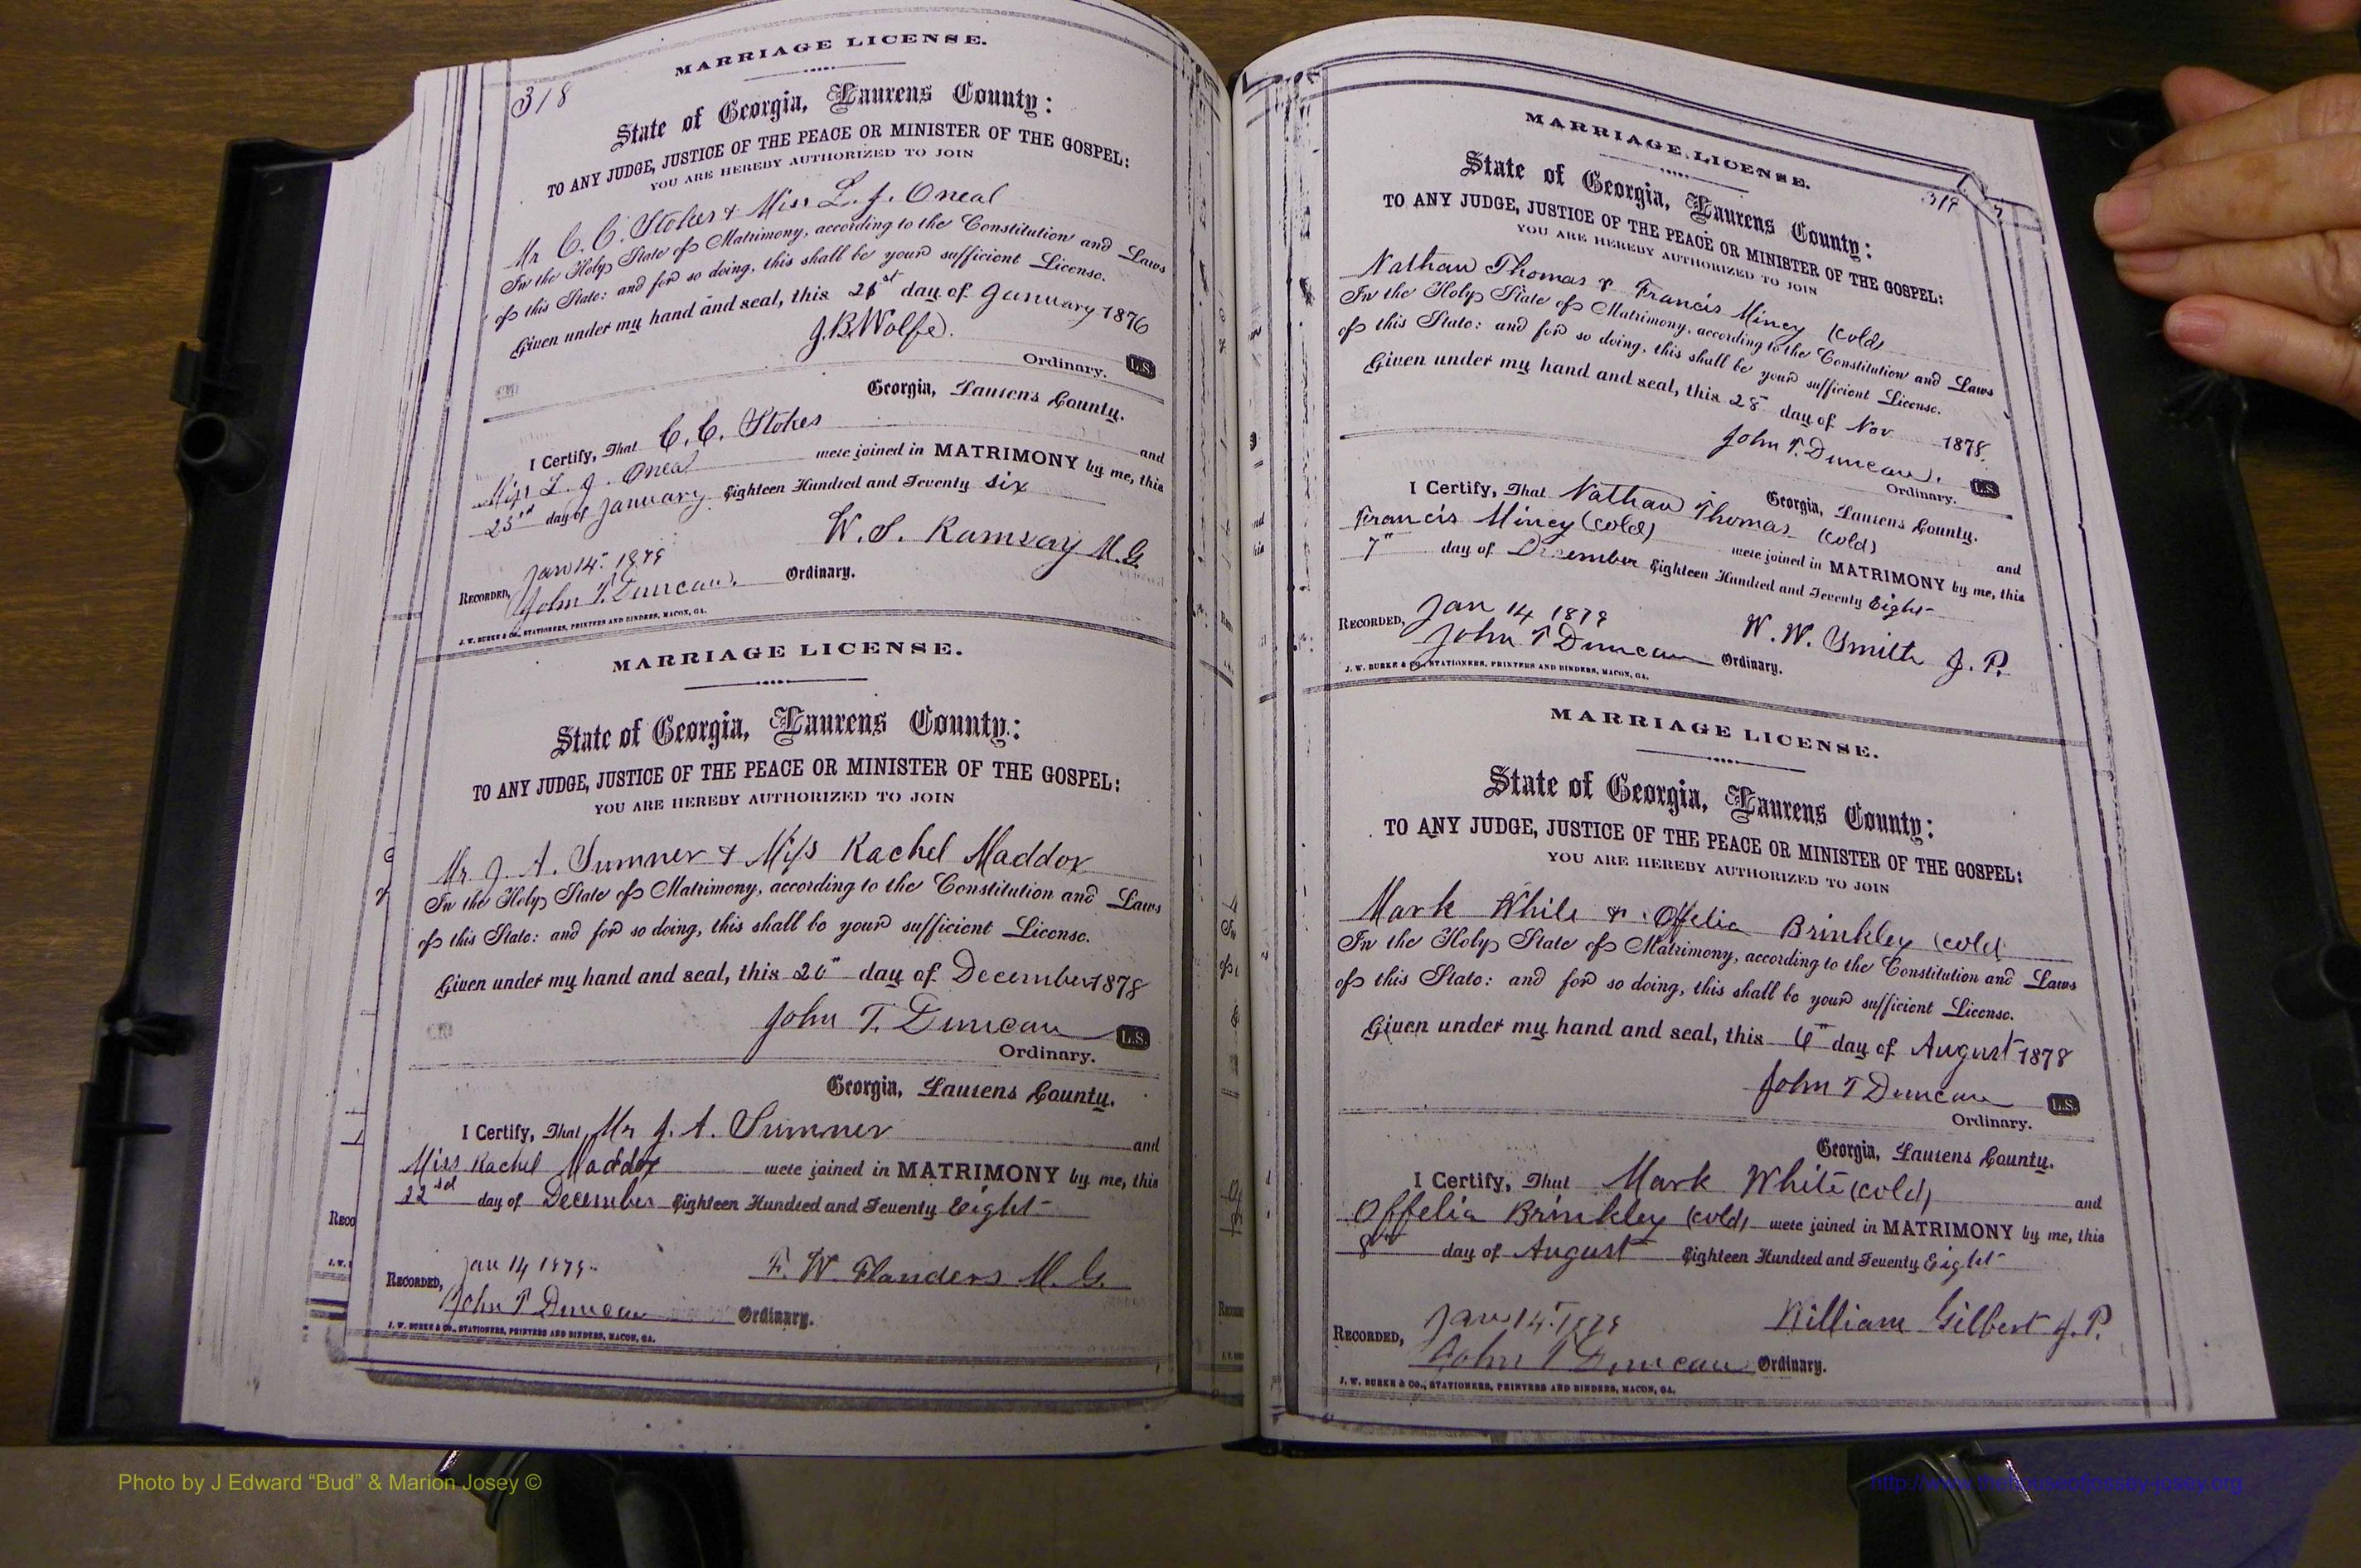 318
MARRIAGE LICENSE.
State of Georgia, Laurens County:
TO ANY JUDGE, JUSTICE OF THE PEACE OR MINISTER OF THE GOSPEL:
YOU ARE HEREBY AUTHORIZED TO JOIN
Mr C. C. Stokes & Miss L. J. Oneal
In the Holy State of Matrimony, according to the Constitution and Laws
of this State: and for so doing, this shall be your sufficient License.
Given under my hand and seal, this 21st day of January 1876
J.B. Wolfe.
Ordinary. L.S.
Georgia, Laurens County.
I Certify, That C. C. Stokes and
Miss L. J. Oneal were joined in MATRIMONY by me, this
23rd day of January Eighteen Hundred and Seventy six
W. S. Ramsay M.G.
RECORDED, Jan 14 1879
John T. Duncan. Ordinary.
J. W. BURKE & CO., STATIONERS, PRINTERS AND BINDERS, MACON, GA.
MARRIAGE LICENSE.
State of Georgia, Laurens County:
TO ANY JUDGE, JUSTICE OF THE PEACE OR MINISTER OF THE GOSPEL:
YOU ARE HEREBY AUTHORIZED TO JOIN
Mr. J. A. Sumner & Miss Rachel Maddox
In the Holy State of Matrimony, according to the Constitution and Laws
of this State: and for so doing, this shall be your sufficient License.
Given under my hand and seal, this day of December 1878
John T. Duncan L.S.
Ordinary.
Georgia, Laurens County.
I Certify, That Mr J. A. Sumner and
Miss Rachel Maddox were joined in MATRIMONY by me, this
22nd day of December Eighteen Hundred and Seventy Eight
F. W. Flanders M. G.
RECORDED, Jan 14 1879
John T Duncan Ordinary.
J. W. BURKE & CO., STATIONERS, PRINTERS AND BINDERS, MACON, GA.
319
MARRIAGE LICENSE.
State of Georgia, Laurens County:
TO ANY JUDGE, JUSTICE OF THE PEACE OR MINISTER OF THE GOSPEL:
YOU ARE HEREBY AUTHORIZED TO JOIN
Nathan Thomas & Francis Mincy (cold)
In the Holy State of Matrimony, according to the Constitution and Laws
of this State: and for so doing, this shall be your sufficient License.
Given under my hand and seal, this 28 day of Nov 1878.
John T. Duncan.
Ordinary. L.S.
Georgia, Laurens County.
I Certify, That Nathan Thomas (cold) and
Francis Mincy (cold) were joined in MATRIMONY by me, this
7" day of December Eighteen Hundred and Seventy Eight
W. W. Smith J. P.
RECORDED, Jan 14 1879
John T Duncan Ordinary.
J. W. BURKE & CO., STATIONERS, PRINTERS AND BINDERS, MACON, GA.
MARRIAGE LICENSE.
State of Georgia, Laurens County:
TO ANY JUDGE, JUSTICE OF THE PEACE OR MINISTER OF THE GOSPEL:
YOU ARE HEREBY AUTHORIZED TO JOIN
Mark White & Offelia Brinkley (cold)
In the Holy State of Matrimony, according to the Constitution and Laws
of this State: and for so doing, this shall be your sufficient License.
Given under my hand and seal, this 6" day of August 1878
John T Duncan L.S.
Ordinary.
Georgia, Laurens County.
I Certify, That Mark White (cold) and
Offelia Brinkley (cold) were joined in MATRIMONY by me, this
8" day of August Eighteen Hundred and Seventy Eight
William Gilbert J. P.
RECORDED, Jan 14 1879
John T Duncan Ordinary.
J. W. BURKE & CO., STATIONERS, PRINTERS AND BINDERS, MACON, GA.
Photo by J Edward “Bud” & Marion Josey ©
http://www.thehouseofjossey-josey.org